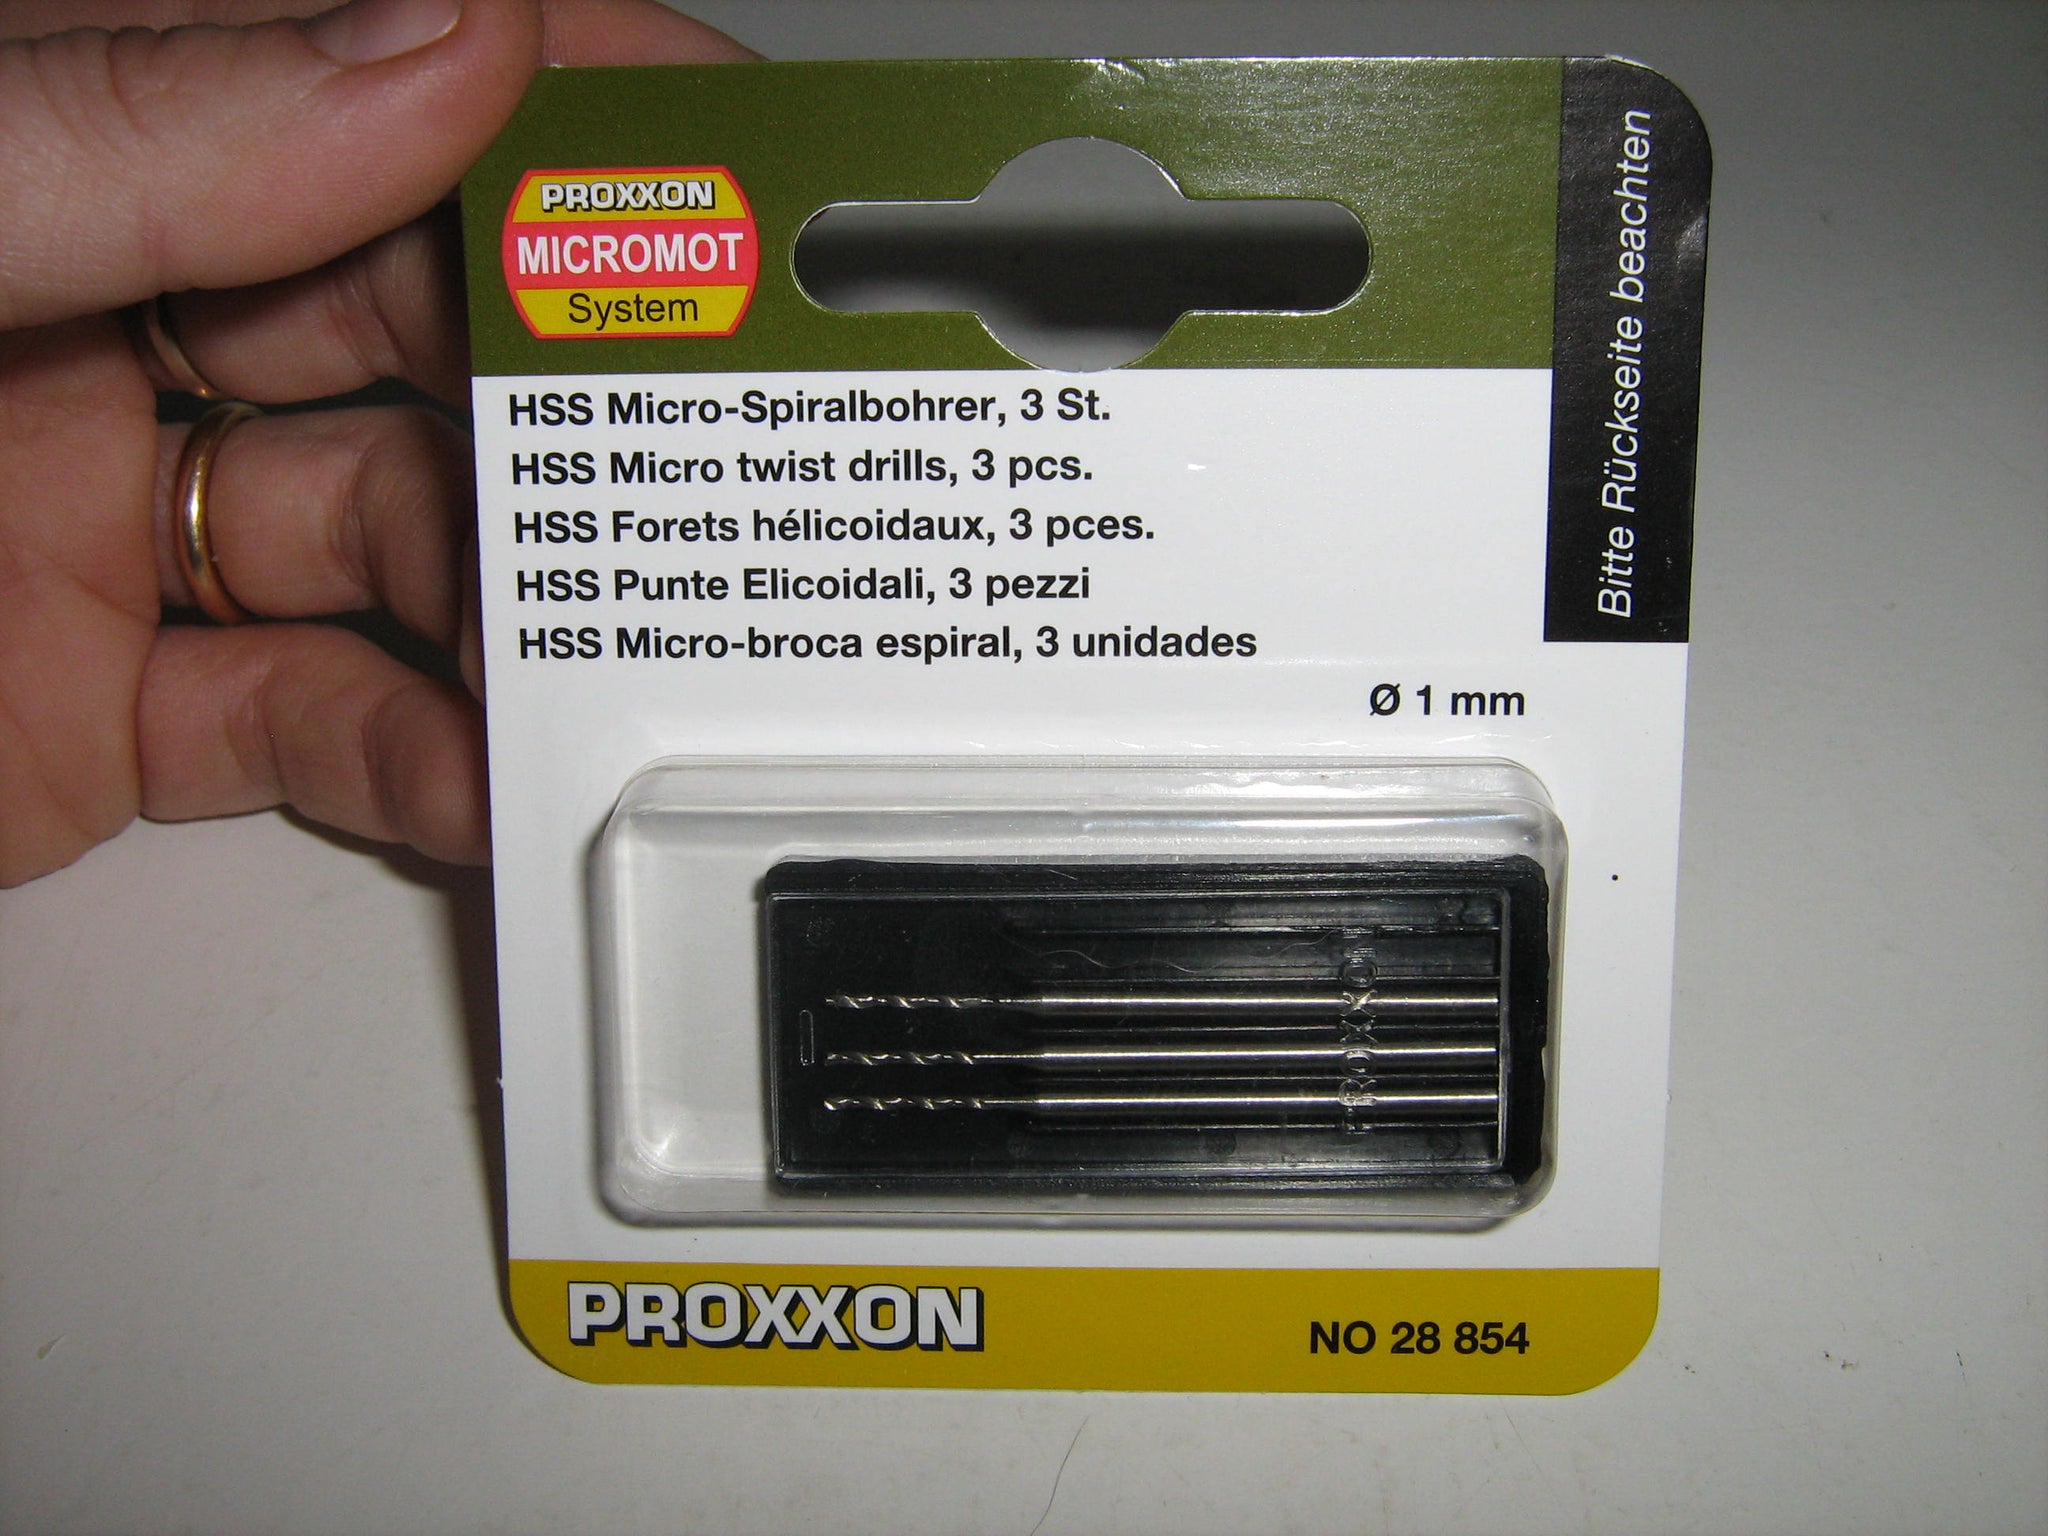 PROXXON
MICROMOT
System
Bitte Rückseite beachten
HSS Micro-Spiralbohrer, 3 St.
HSS Micro twist drills, 3 pcs.
HSS Forets hélicoidaux, 3 pces.
HSS Punte Elicoidali, 3 pezzi
HSS Micro-broca espiral, 3 unidades
Ø 1 mm
PROXXON
PROXXON
NO 28 854